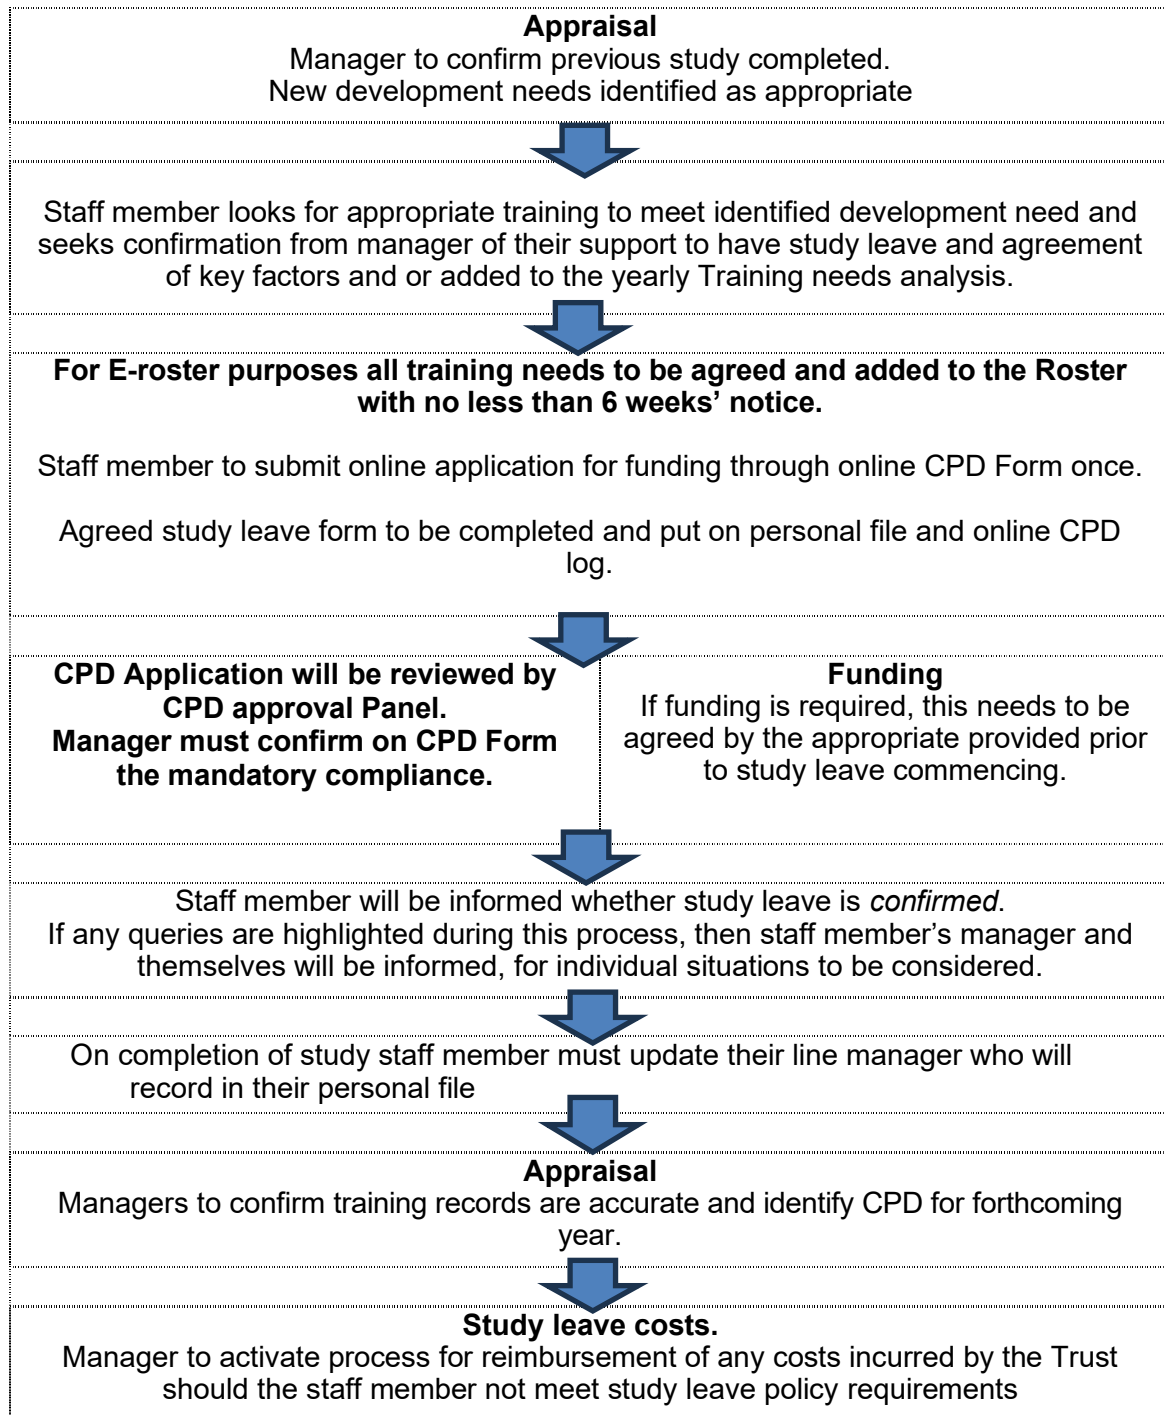 Appraisal
Manager to confirm previous study completed.
New development needs identified as appropriate
Staff member looks for appropriate training to meet identified development need and
seeks confirmation from manager of their support to have study leave and agreement
of key factors and or added to the yearly Training needs analysis.
For E-roster purposes all training needs to be agreed and added to the Roster
with no less than 6 weeks’ notice.
Staff member to submit online application for funding through online CPD Form once.
Agreed study leave form to be completed and put on personal file and online CPD
log.
CPD Application will be reviewed by
CPD approval Panel.
Manager must confirm on CPD Form
the mandatory compliance.
Funding
If funding is required, this needs to be
agreed by the appropriate provided prior
to study leave commencing.
Staff member will be informed whether study leave is confirmed.
If any queries are highlighted during this process, then staff member’s manager and
themselves will be informed, for individual situations to be considered.
On completion of study staff member must update their line manager who will
record in their personal file
Appraisal
Managers to confirm training records are accurate and identify CPD for forthcoming
year.
Study leave costs.
Manager to activate process for reimbursement of any costs incurred by the Trust
should the staff member not meet study leave policy requirements